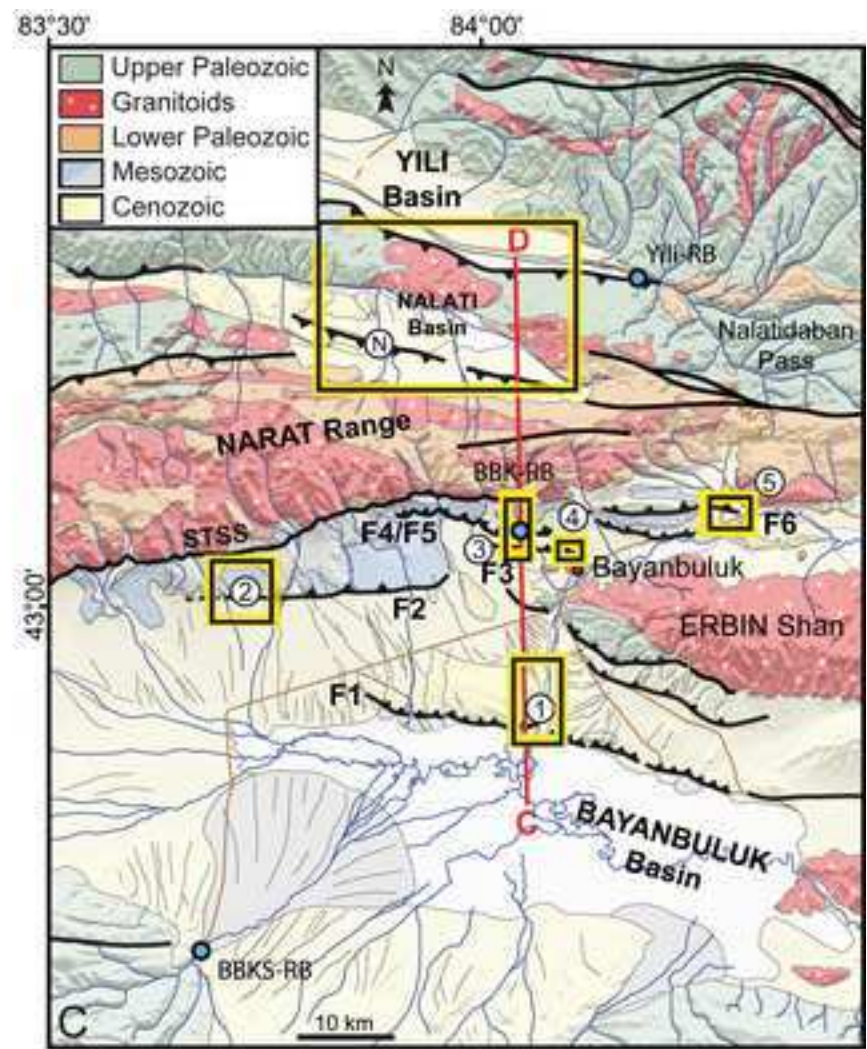 83°30'
84°00'
Upper Paleozoic
Granitoids
Lower Paleozoic
Mesozoic
Cenozoic
N
YILI
Basin
D
Yili-RB
NALATI
Basin
N
Nalatidaban
Pass
NARAT Range
BBK-RB
5
4
F6
STSS
F4/F5
3
F3
Bayanbuluk
2
F2
43°00'
ERBIN Shan
F1
1
C
BAYANBULUK
Basin
BBKS-RB
C
10 km